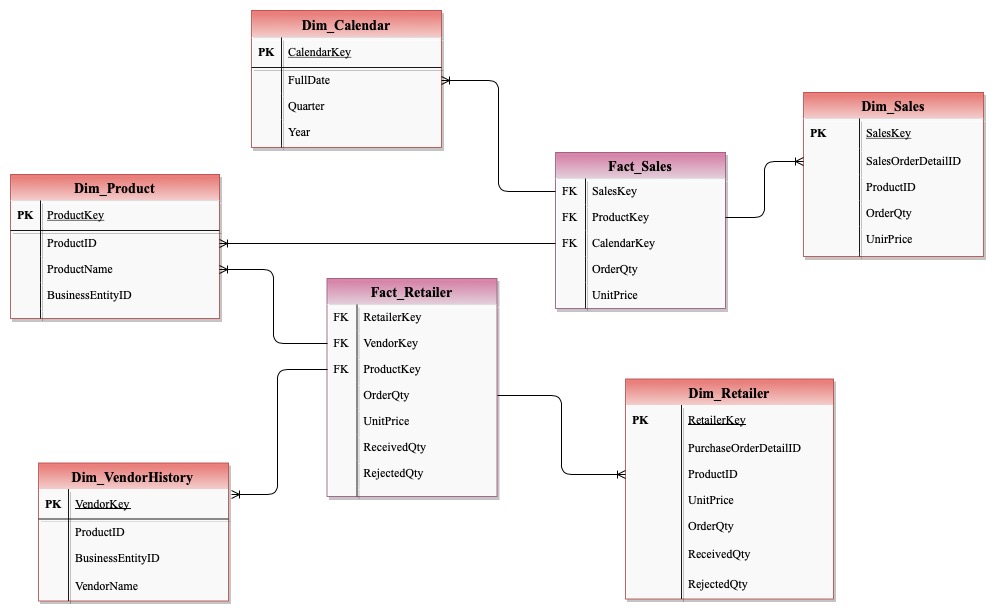 Dim_Calendar
PK CalendarKey
FullDate
Quarter
Year
Dim_Sales
PK SalesKey
SalesOrderDetailID
ProductID
OrderQty
UnirPrice
Fact_Sales
FK SalesKey
FK ProductKey
FK CalendarKey
OrderQty
UnitPrice
Dim_Product
PK ProductKey
ProductID
ProductName
BusinessEntityID
Fact_Retailer
FK RetailerKey
FK VendorKey
FK ProductKey
OrderQty
UnitPrice
ReceivedQty
RejectedQty
Dim_Retailer
PK RetailerKey
PurchaseOrderDetailID
ProductID
UnitPrice
OrderQty
ReceivedQty
RejectedQty
Dim_VendorHistory
PK VendorKey
ProductID
BusinessEntityID
VendorName